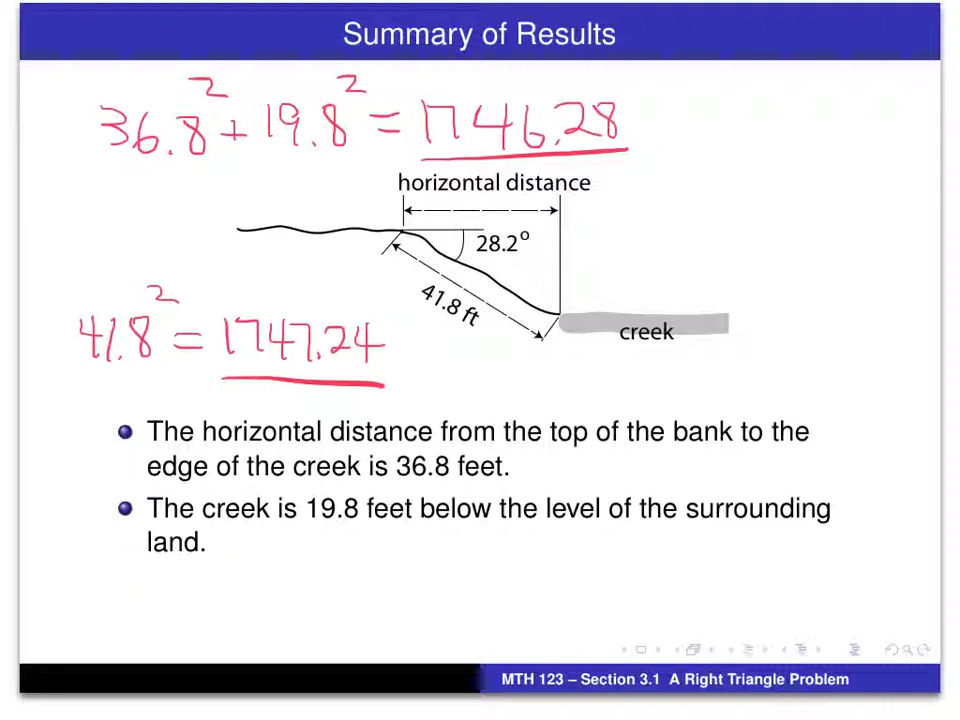 Summary of Results
36.8² + 19.8² = 1746.28
horizontal distance
28.2°
41.8 ft
41.8² = 1747.24
creek
The horizontal distance from the top of the bank to the
edge of the creek is 36.8 feet.
The creek is 19.8 feet below the level of the surrounding
land.
MTH 123 – Section 3.1 A Right Triangle Problem